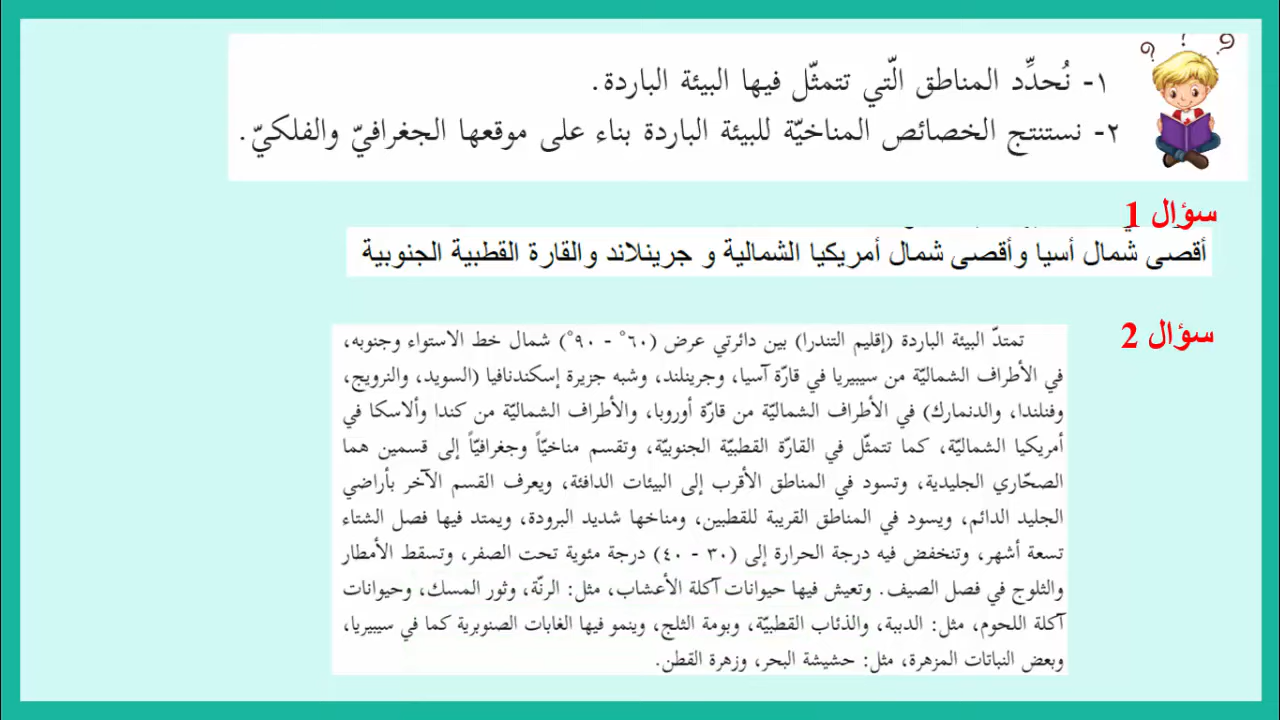 ١- نُحدِّد المناطق الّتي تتمثّل فيها البيئة الباردة.
٢- نستنتج الخصائص المناخيّة للبيئة الباردة بناء على موقعها الجغرافيّ والفلكيّ.
سؤال 1
أقصى شمال أسيا وأقصى شمال أمريكيا الشمالية و جرينلاند والقارة القطبية الجنوبية
سؤال 2
تمتدّ البيئة الباردة (إقليم التندرا) بين دائرتي عرض (٦٠° - ٩٠°) شمال خط الاستواء وجنوبه،
في الأطراف الشماليّة من سيبيريا في قارّة آسيا، وجرينلند، وشبه جزيرة إسكندنافيا (السويد، والنرويج،
وفنلندا، والدنمارك) في الأطراف الشماليّة من قارّة أوروبا، والأطراف الشماليّة من كندا وألاسكا في
أمريكيا الشماليّة، كما تتمثّل في القارّة القطبيّة الجنوبيّة، وتقسم مناخيّاً وجغرافيّاً إلى قسمين هما
الصحّاري الجليدية، وتسود في المناطق الأقرب إلى البيئات الدافئة، ويعرف القسم الآخر بأراضي
الجليد الدائم، ويسود في المناطق القريبة للقطبين، ومناخها شديد البرودة، ويمتد فيها فصل الشتاء
تسعة أشهر، وتنخفض فيه درجة الحرارة إلى (٣٠ - ٤٠) درجة مئوية تحت الصفر، وتسقط الأمطار
والثلوج في فصل الصيف. وتعيش فيها حيوانات آكلة الأعشاب، مثل: الرنّة، وثور المسك، وحيوانات
آكلة اللحوم، مثل: الدببة، والذئاب القطبيّة، وبومة الثلج، وينمو فيها الغابات الصنوبرية كما في سيبيريا،
وبعض النباتات المزهرة، مثل: حشيشة البحر، وزهرة القطن.